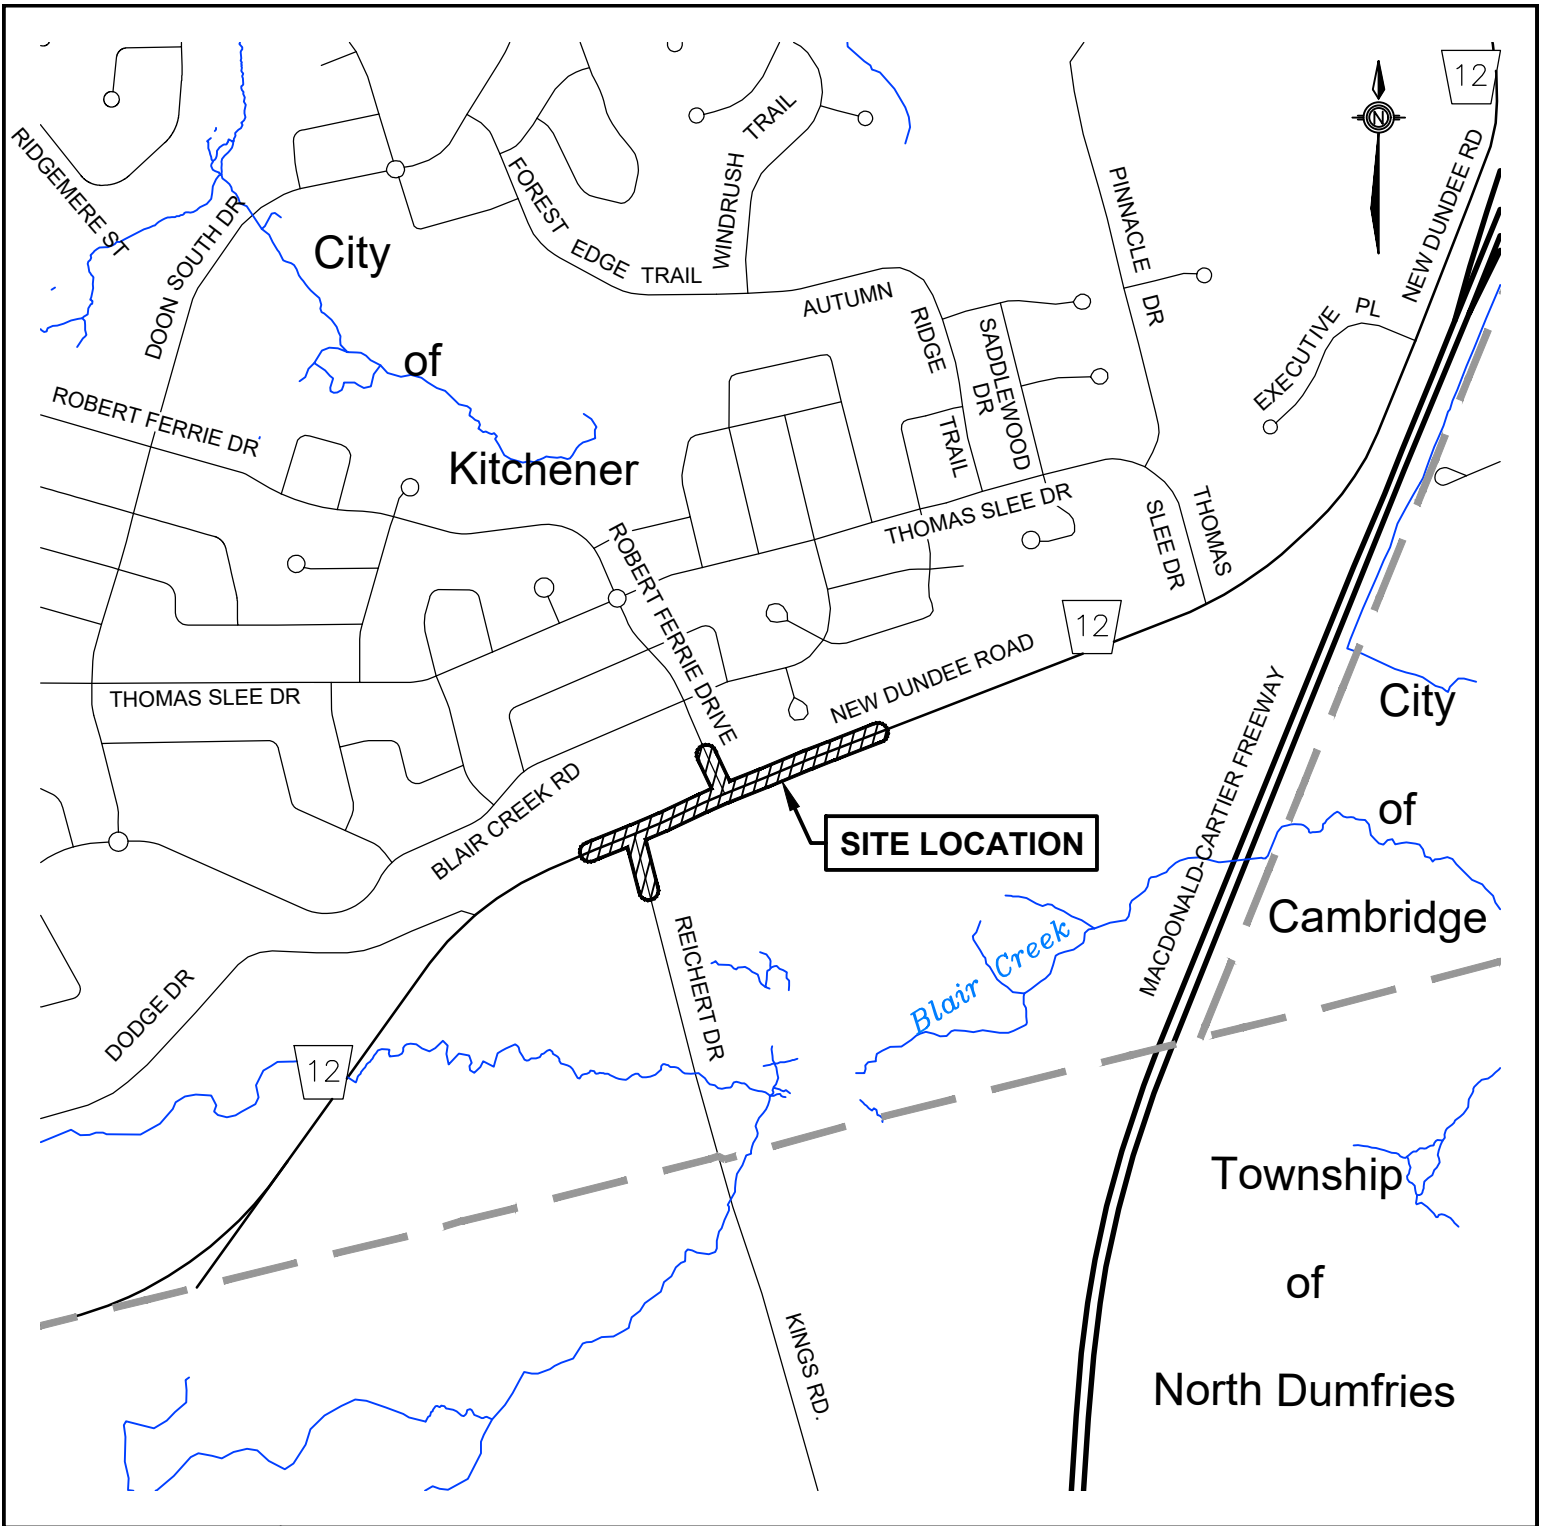 12
RIDGEMERE ST
DOON SOUTH DR
FOREST EDGE TRAIL
WINDRUSH TRAIL
PINNACLE DR
N
NEW DUNDEE RD
EXECUTIVE PL
City
of
Kitchener
AUTUMN RIDGE TRAIL
SADDLEWOOD DR
ROBERT FERRIE DR
THOMAS SLEE DR
THOMAS
SLEE DR
ROBERT FERRIE DRIVE
12
NEW DUNDEE ROAD
THOMAS SLEE DR
BLAIR CREEK RD
SITE LOCATION
MACDONALD-CARTIER FREEWAY
City
of
Cambridge
Blair Creek
REICHERT DR
DODGE DR
12
Township
of
North Dumfries
KINGS RD.